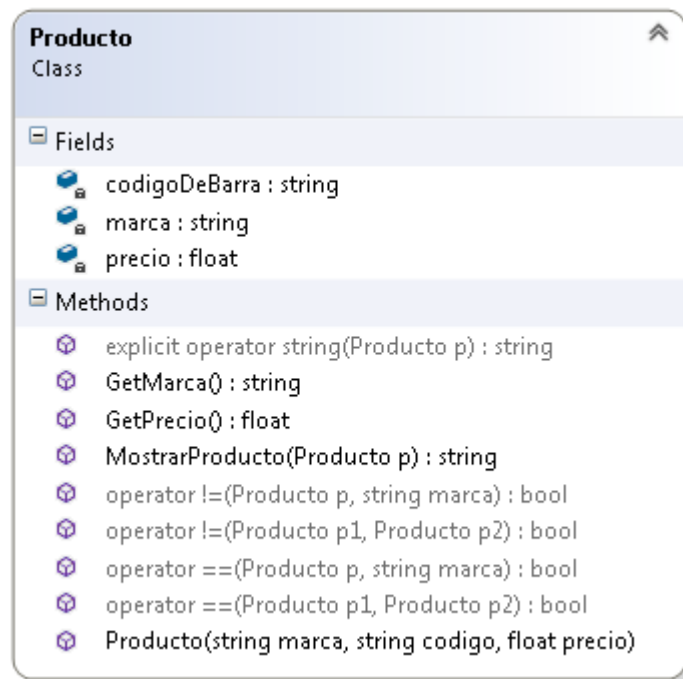 Producto
Class
Fields
codigoDeBarra : string
marca : string
precio : float
Methods
explicit operator string(Producto p) : string
GetMarca() : string
GetPrecio() : float
MostrarProducto(Producto p) : string
operator !=(Producto p, string marca) : bool
operator !=(Producto p1, Producto p2) : bool
operator ==(Producto p, string marca) : bool
operator ==(Producto p1, Producto p2) : bool
Producto(string marca, string codigo, float precio)